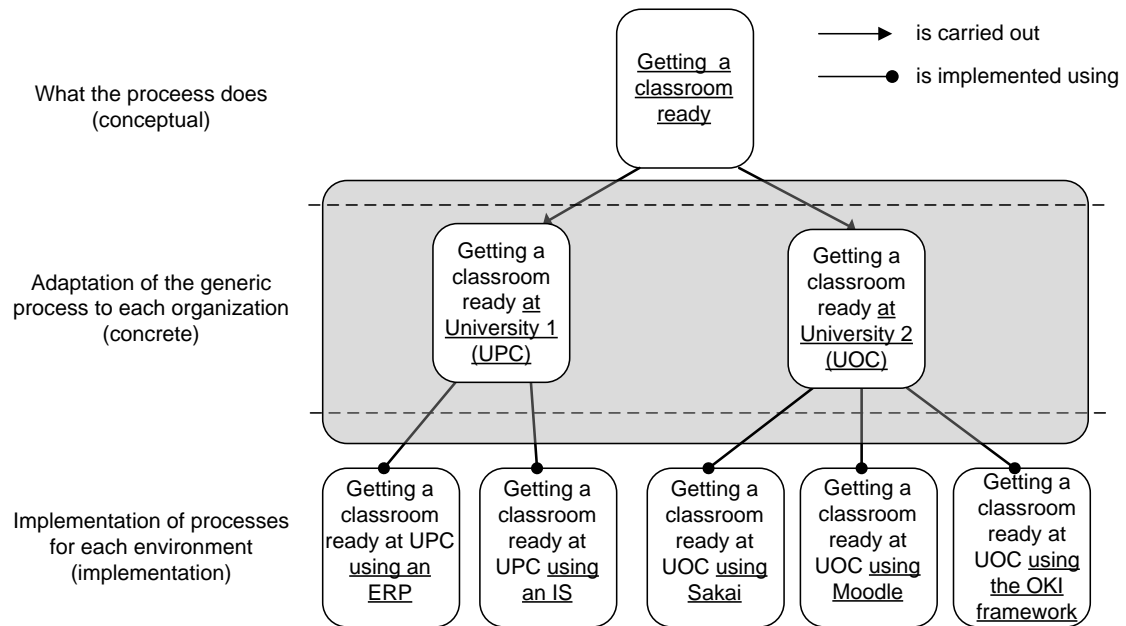 Getting a
classroom
ready
is carried out
is implemented using
What the proceess does
(conceptual)
Adaptation of the generic
process to each organization
(concrete)
Getting a
classroom
ready at
University 1
(UPC)
Getting a
classroom
ready at
University 2
(UOC)
Implementation of processes
for each environment
(implementation)
Getting a
classroom
ready at UPC
using an
ERP
Getting a
classroom
ready at
UPC using
an IS
Getting a
classroom
ready at
UOC using
Sakai
Getting a
classroom
ready at
UOC using
Moodle
Getting a
classroom
ready at
UOC using
the OKI
framework